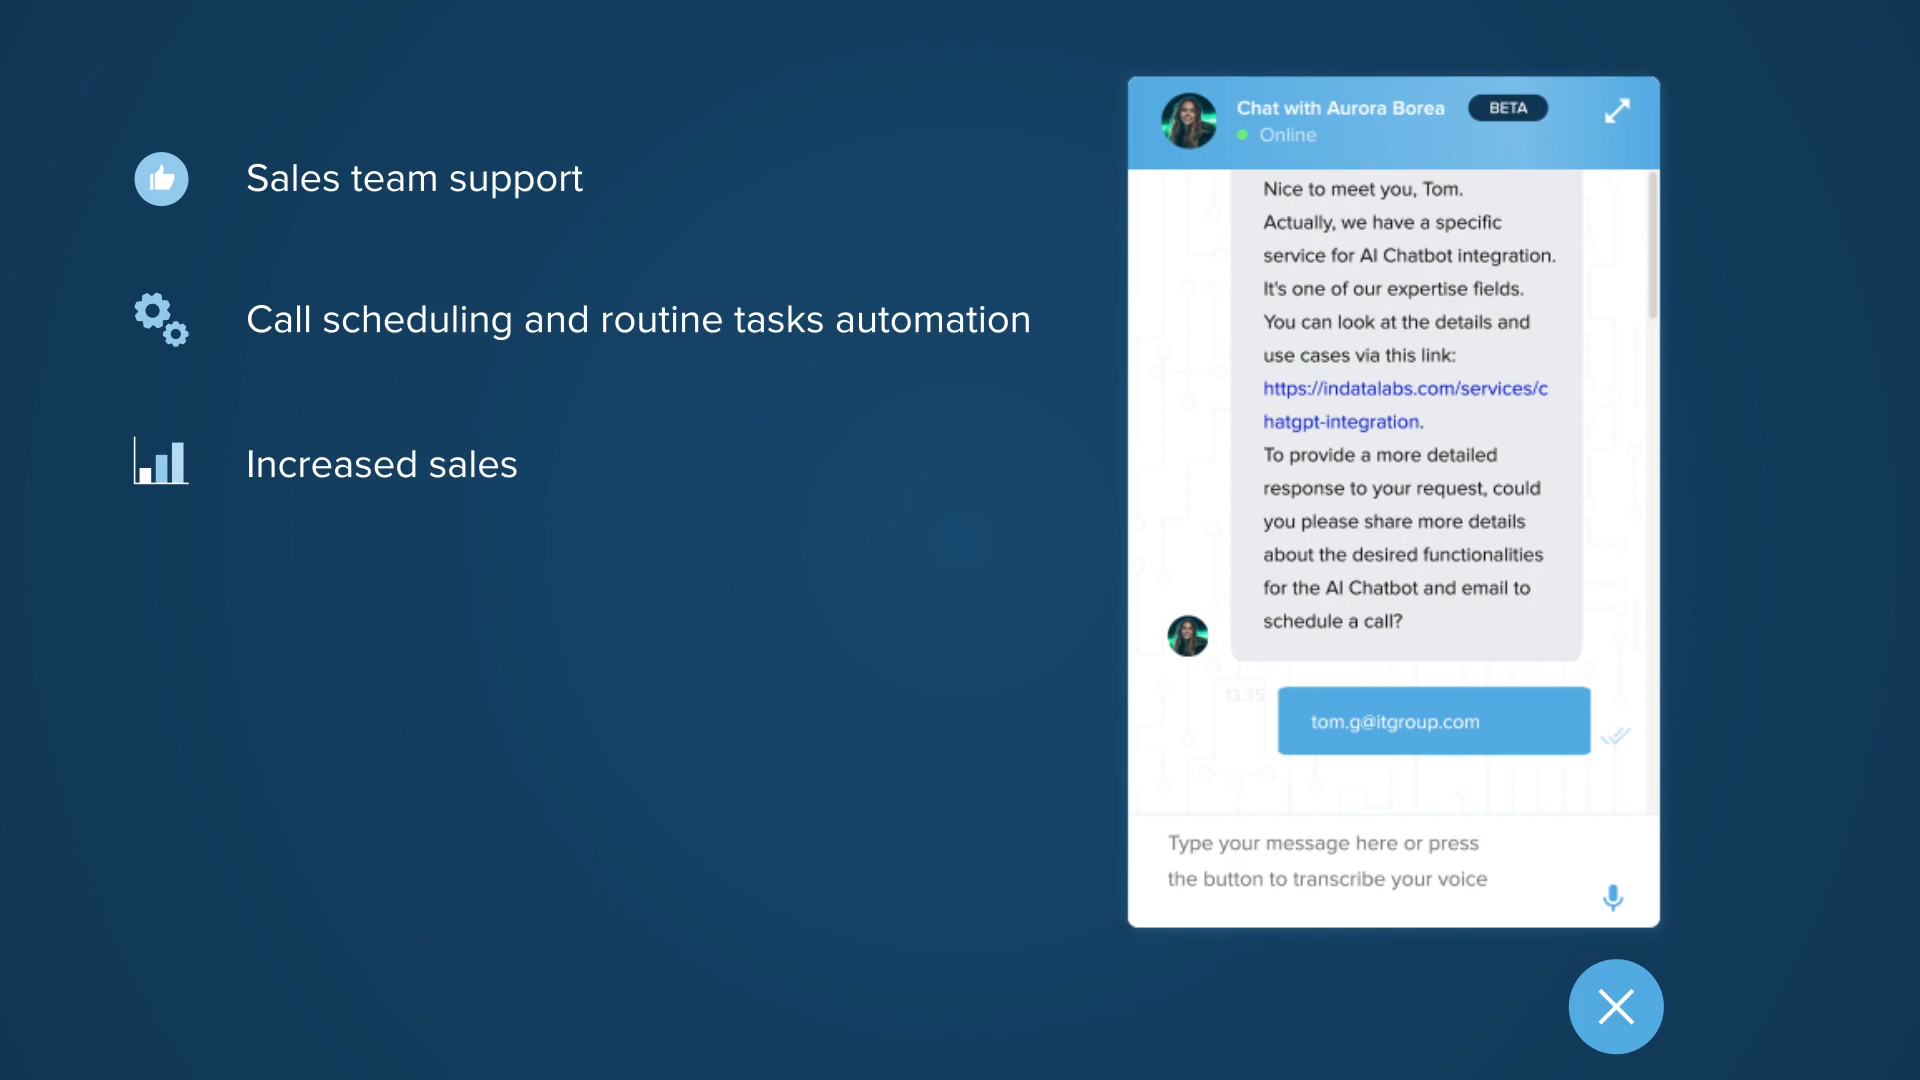 Sales team support
Call scheduling and routine tasks automation
Increased sales
Chat with Aurora Borea
BETA
Online
Nice to meet you, Tom.
Actually, we have a specific
service for AI Chatbot integration.
It's one of our expertise fields.
You can look at the details and
use cases via this link:
https://indatalabs.com/services/c
hatgpt-integration.
To provide a more detailed
response to your request, could
you please share more details
about the desired functionalities
for the AI Chatbot and email to
schedule a call?
13:35
tom.g@itgroup.com
Type your message here or press
the button to transcribe your voice